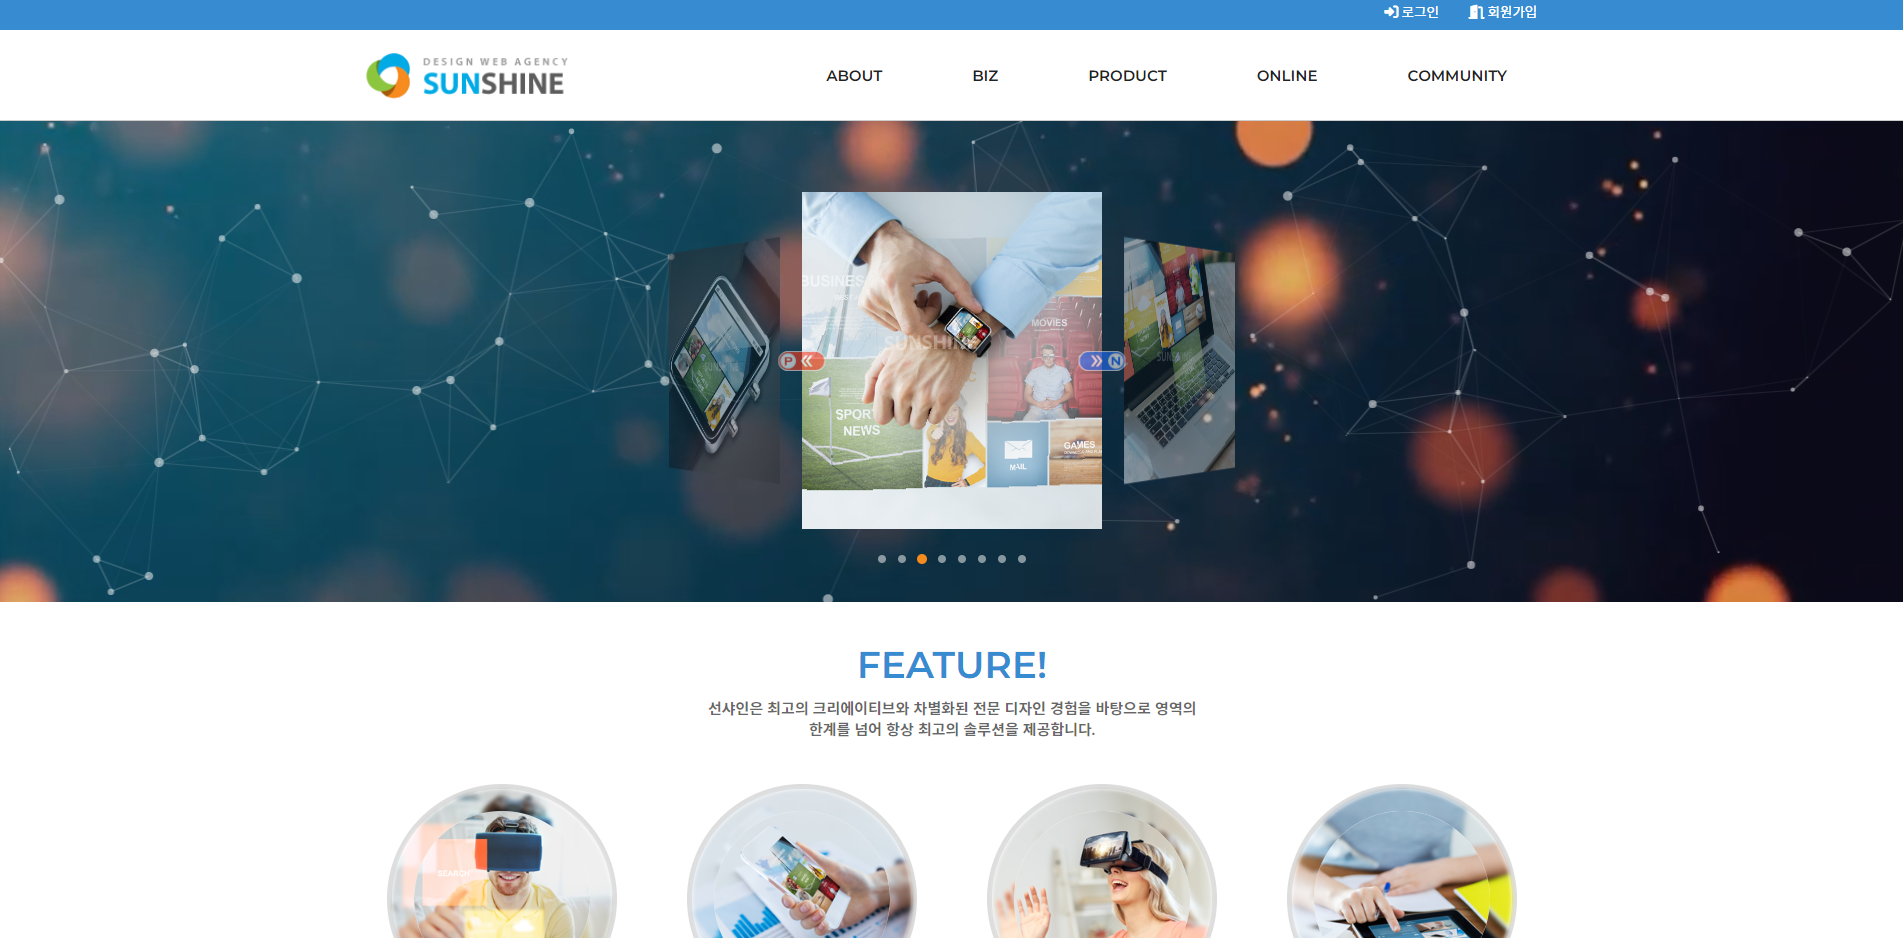 로그인 회원가입
DESIGN WEB AGENCY
SUNSHINE
ABOUT BIZ PRODUCT ONLINE COMMUNITY
MOVIES
SUNSHINE
P
N
SPORT
NEWS
MAIL
GAMES
FEATURE!
선샤인은 최고의 크리에이티브와 차별화된 전문 디자인 경험을 바탕으로 영역의
한계를 넘어 항상 최고의 솔루션을 제공합니다.
SEARCH